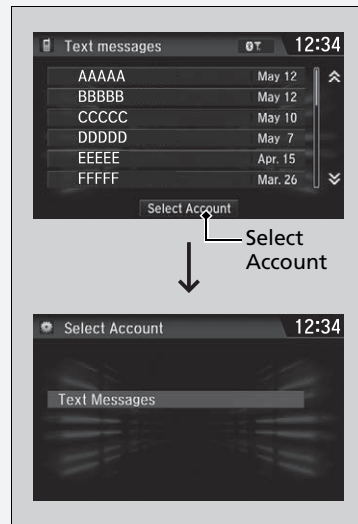 Text messages 12:34
AAAAA May 12
BBBBB May 12
CCCCC May 10
DDDDD May 7
EEEEE Apr. 15
FFFFF Mar. 26
Select Account
Select
Account
Select Account 12:34
Text Messages